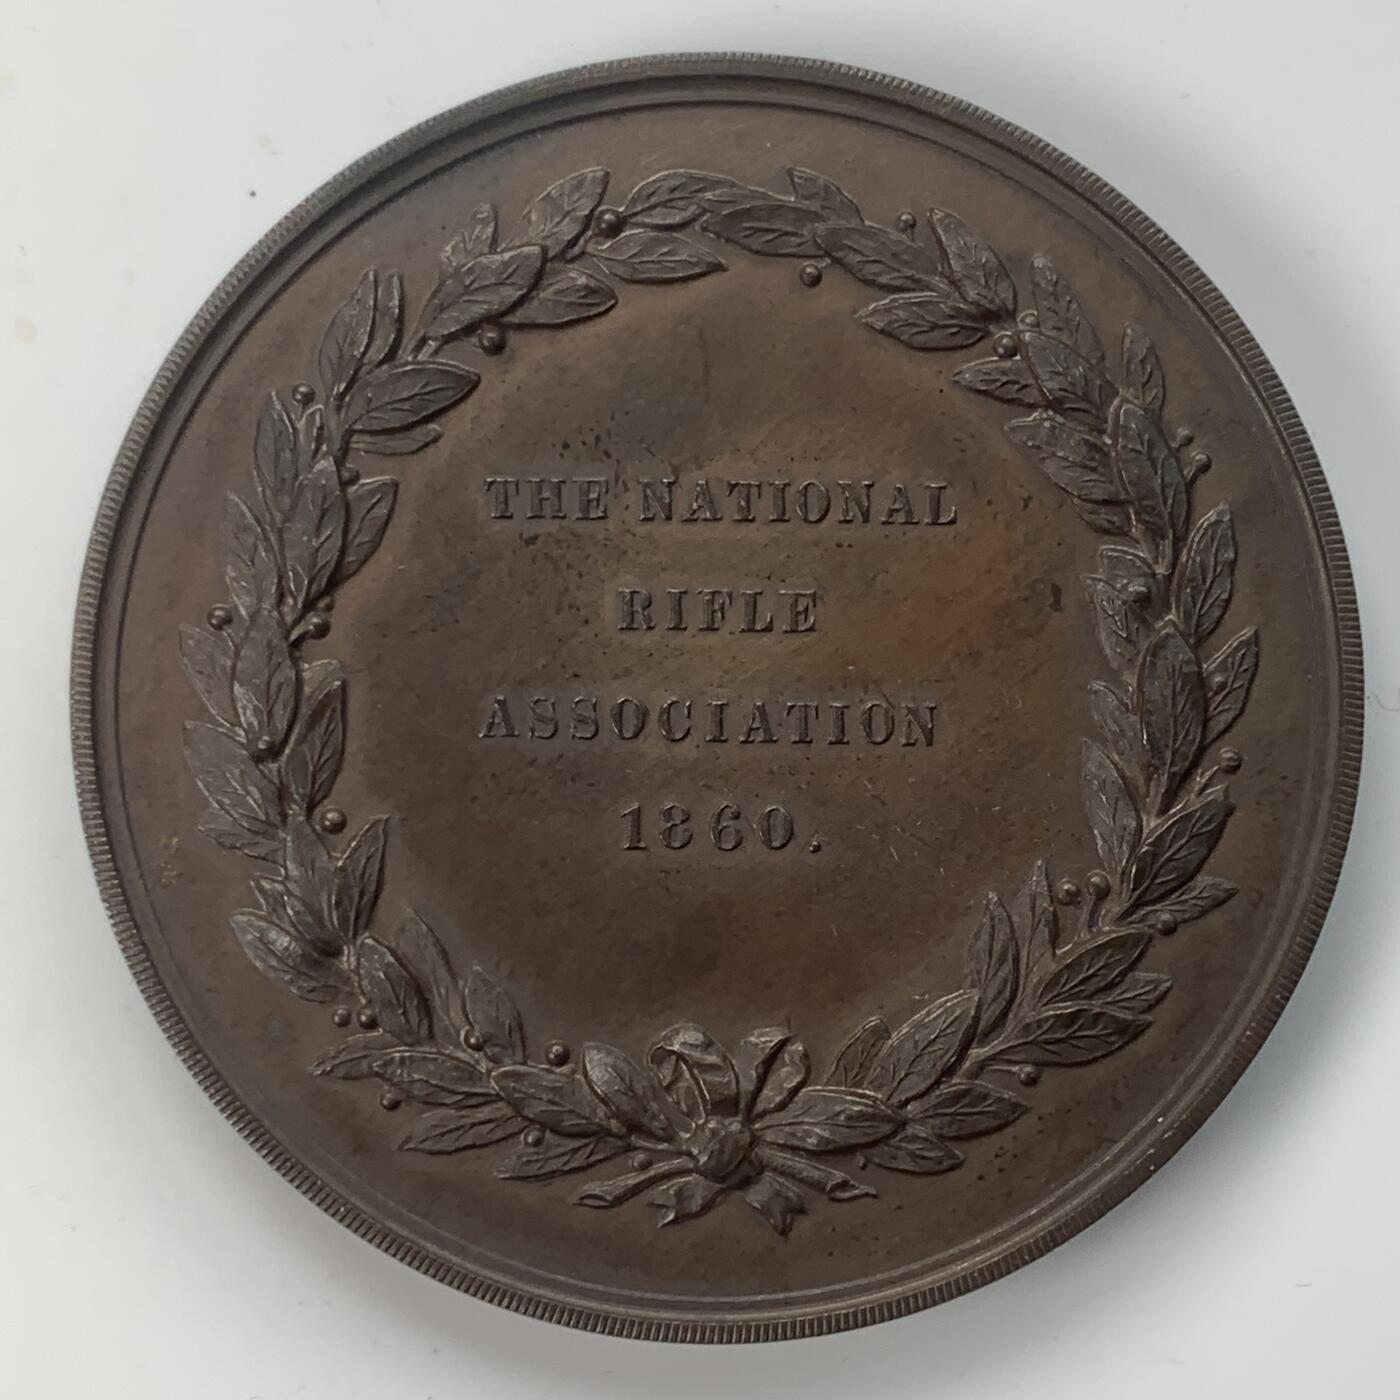 THE NATIONAL
RIFLE
ASSOCIATION
1860.